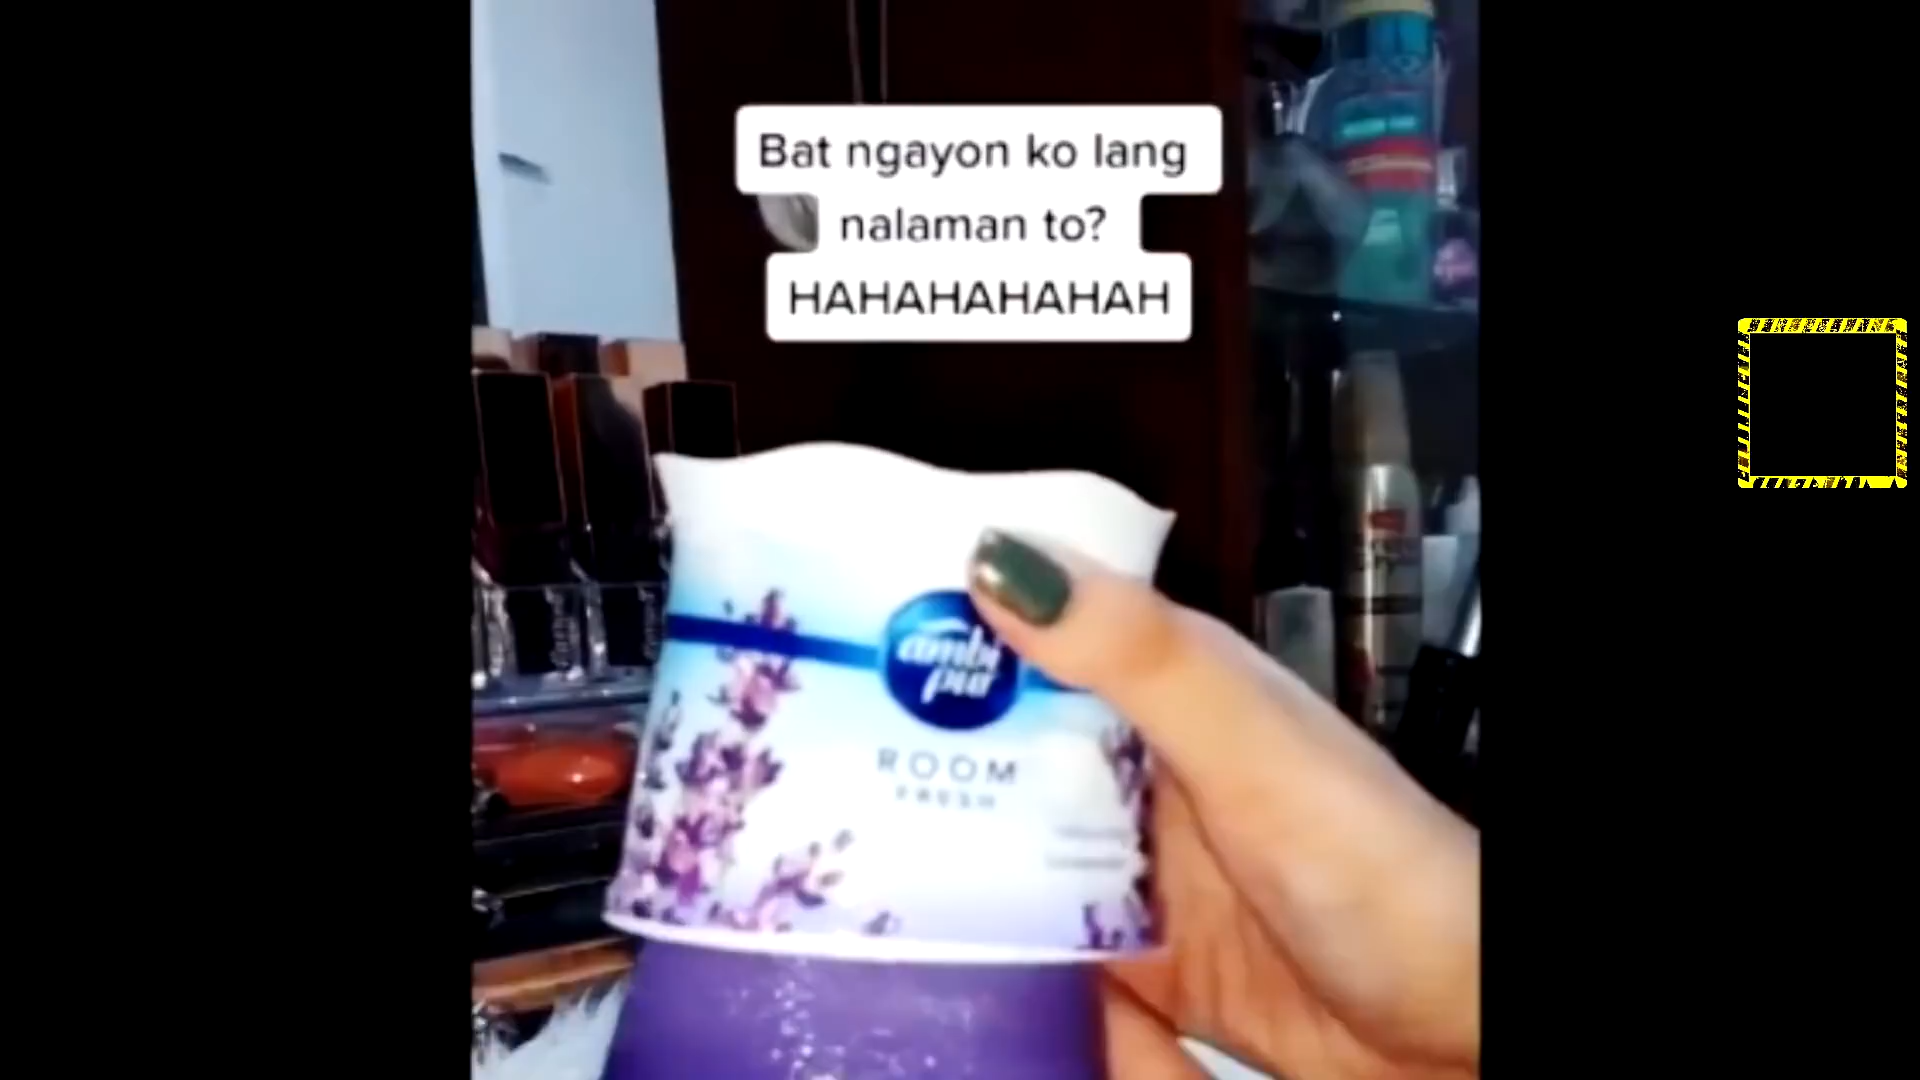 Bat ngayon ko lang
nalaman to?
HAHAHAHAHAH
ambi
pur
ROOM
FRESH